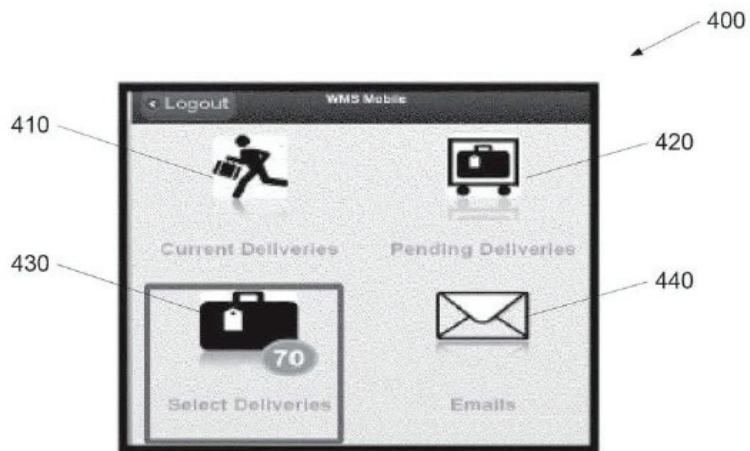 400
Logout
WMS Mobile
410
420
Current Deliveries
Pending Deliveries
430
440
70
Select Deliveries
Emails